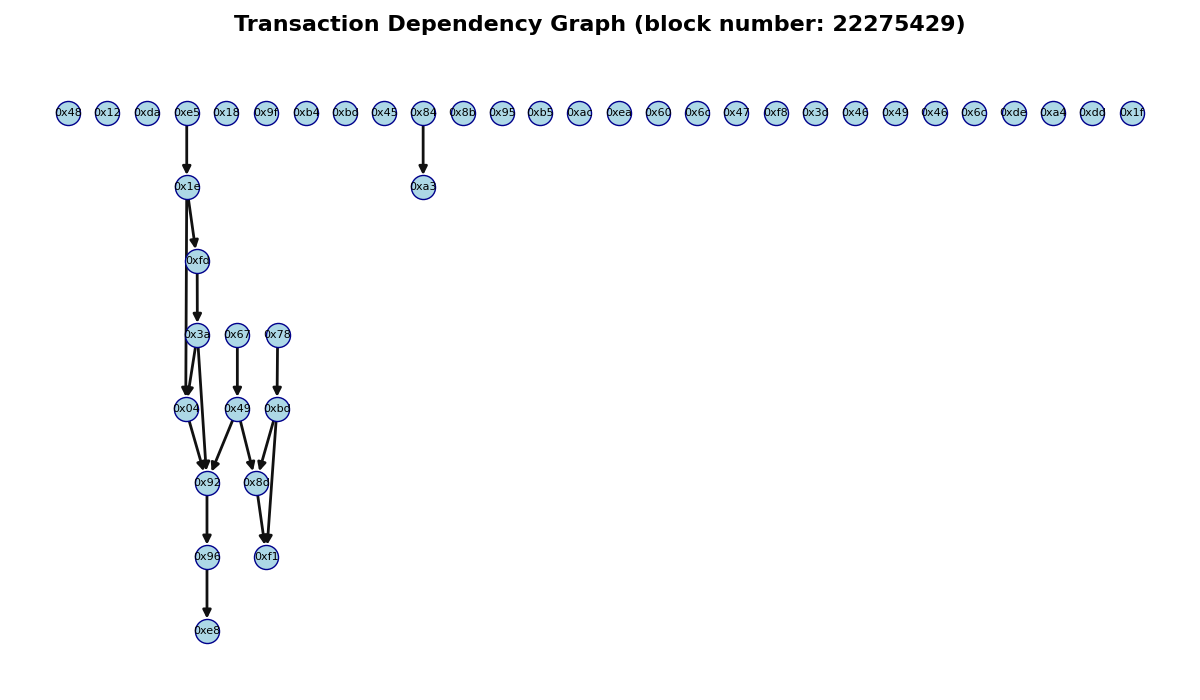 Transaction Dependency Graph (block number: 22275429)
0x48 0x12 0xda 0xe5 0x18 0x9f 0xb4 0xbd 0x45 0x84 0x8b 0x95 0xb5 0xac 0xea 0x60 0x6c 0x47 0xf8 0x3d 0x46 0x49 0x46 0x6c 0xde 0xa4 0xdd 0x1f
0x1e 0xa3
0xfd
0x3a 0x67 0x78
0x04 0x49 0xbd
0x92 0x8d
0x96 0xf1
0xe8